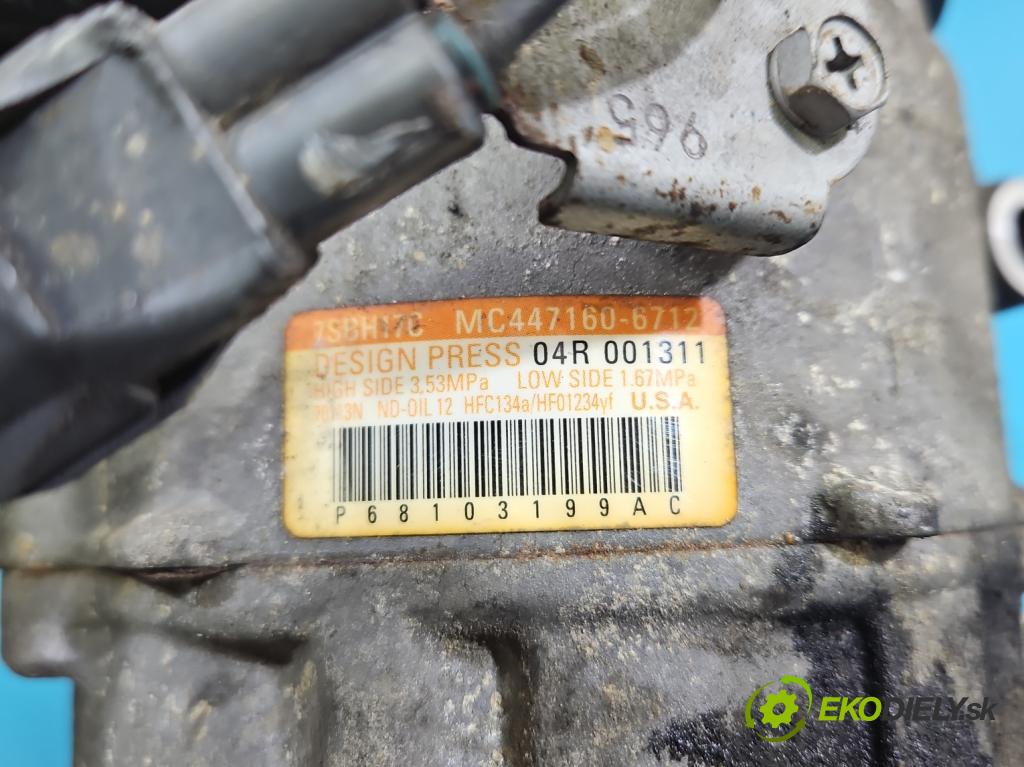 965
7SBH17C MC447160-6712
DESIGN PRESS 04R 001311
HIGH SIDE 3,53MPa LOW SIDE 1.67MPa
ND-OIL 12 HFC134a/HFO1234yf U.S.A.
P68103199AC
EKODIELY.sk